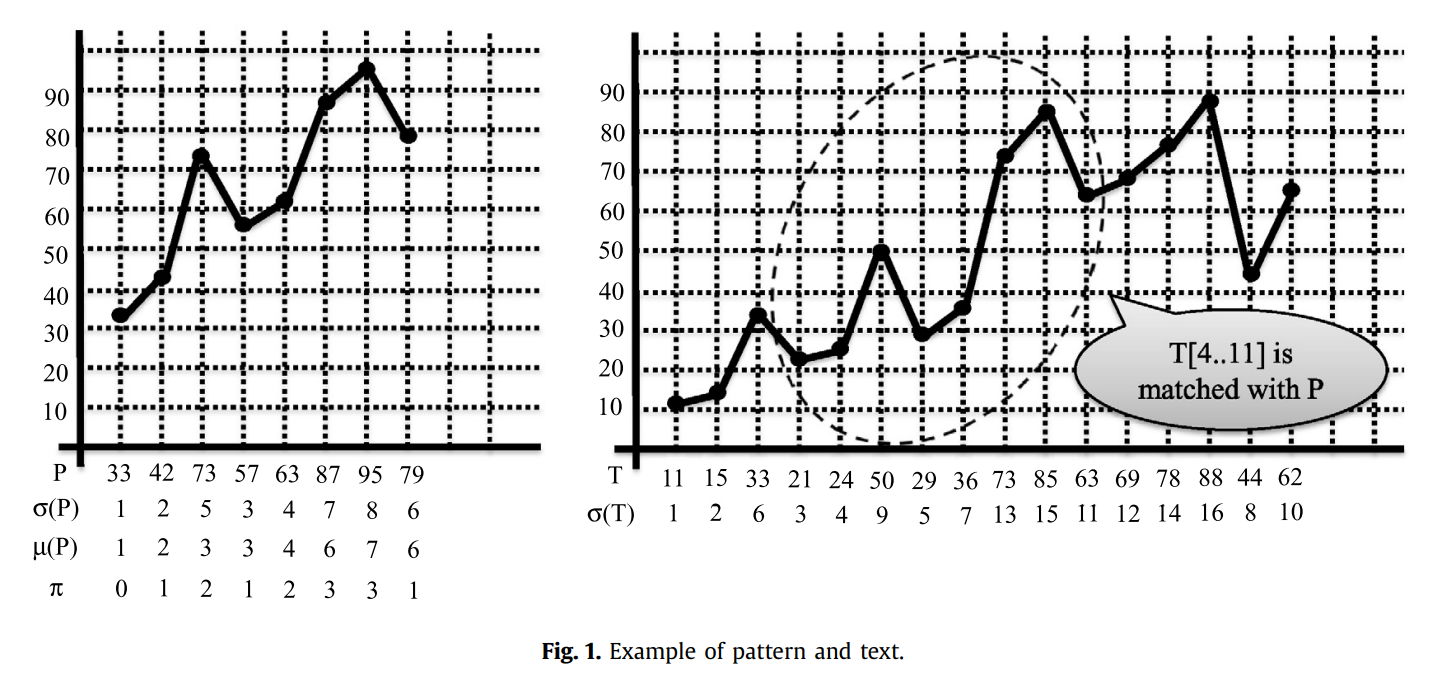 90
80
70
60
50
40
30
20
10
P 33 42 73 57 63 87 95 79
σ(P) 1 2 5 3 4 7 8 6
μ(P) 1 2 3 3 4 6 7 6
π 0 1 2 1 2 3 3 1
90
80
70
60
50
40
30
20
10
T[4..11] is
matched with P
T 11 15 33 21 24 50 29 36 73 85 63 69 78 88 44 62
σ(T) 1 2 6 3 4 9 5 7 13 15 11 12 14 16 8 10
Fig. 1. Example of pattern and text.